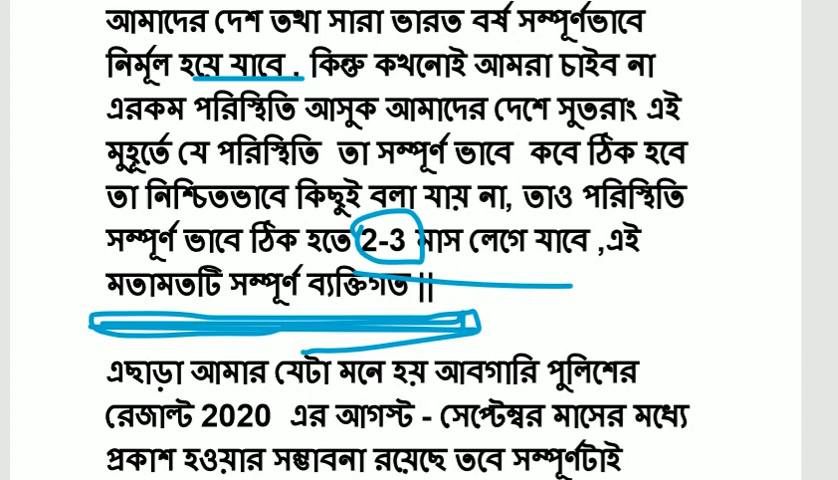 আমাদের দেশ তথা সারা ভারত বর্ষ সম্পূর্ণভাবে
নির্মূল হয়ে যাবে . কিন্তু কখনোই আমরা চাইব না
এরকম পরিস্থিতি আসুক আমাদের দেশে সুতরাং এই
মুহূর্তে যে পরিস্থিতি তা সম্পূর্ণ ভাবে কবে ঠিক হবে
তা নিশ্চিতভাবে কিছুই বলা যায় না, তাও পরিস্থিতি
সম্পূর্ণ ভাবে ঠিক হতে 2-3 মাস লেগে যাবে ,এই
মতামতটি সম্পূর্ণ ব্যক্তিগত ||
এছাড়া আমার যেটা মনে হয় আবগারি পুলিশের
রেজাল্ট 2020 এর আগস্ট - সেপ্টেম্বর মাসের মধ্যে
প্রকাশ হওয়ার সম্ভাবনা রয়েছে তবে সম্পূর্ণটাই